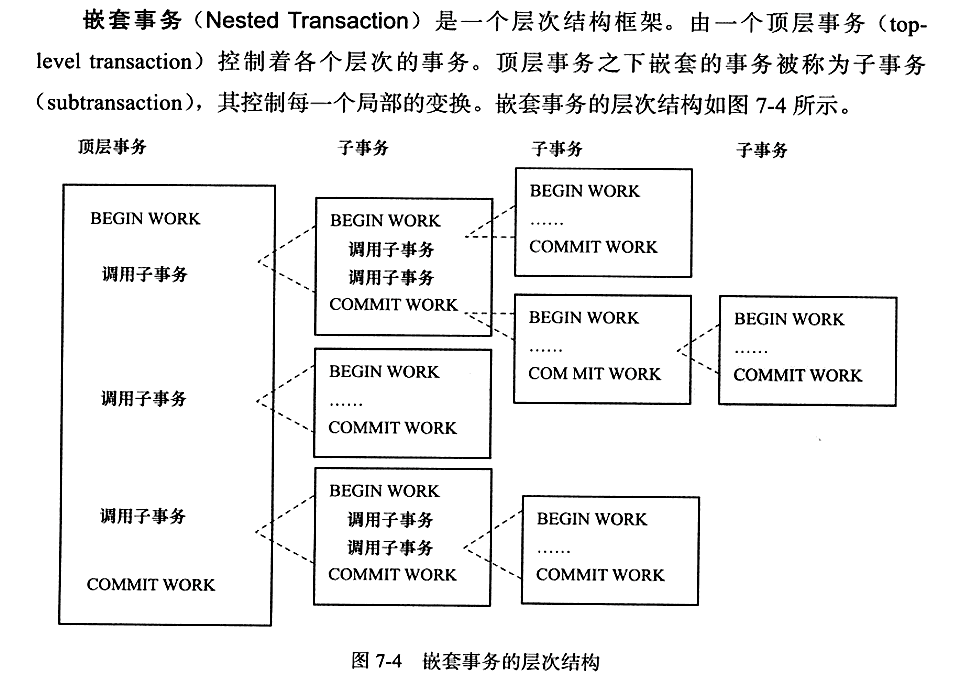 嵌套事务（Nested Transaction）是一个层次结构框架。由一个顶层事务（top-
level transaction）控制着各个层次的事务。顶层事务之下嵌套的事务被称为子事务
（subtransaction），其控制每一个局部的变换。嵌套事务的层次结构如图 7-4 所示。
顶层事务
子事务
子事务
子事务
BEGIN WORK
调用子事务
调用子事务
调用子事务
COMMIT WORK
BEGIN WORK
调用子事务
调用子事务
COMMIT WORK
BEGIN WORK
......
COMMIT WORK
BEGIN WORK
调用子事务
调用子事务
COMMIT WORK
BEGIN WORK
......
COMMIT WORK
BEGIN WORK
......
COM MIT WORK
BEGIN WORK
......
COMMIT WORK
BEGIN WORK
......
COMMIT WORK
图 7-4 嵌套事务的层次结构